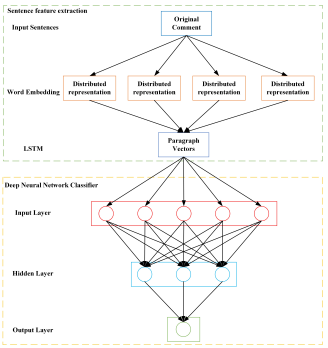 Sentence feature extraction
Input Sentences
Original
Comment
Word Embedding
Distributed
representation
Distributed
representation
Distributed
representation
Distributed
representation
LSTM
Paragraph
Vectors
Deep Neural Network Classifier
Input Layer
Hidden Layer
Output Layer